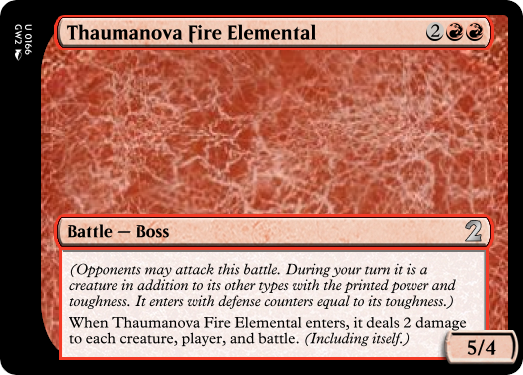 Thaumanova Fire Elemental 2
U 0166
GW2
Battle — Boss 2
(Opponents may attack this battle. During your turn it is a
creature in addition to its other types with the printed power and
toughness. It enters with defense counters equal to its toughness.)
When Thaumanova Fire Elemental enters, it deals 2 damage
to each creature, player, and battle. (Including itself.)
5/4